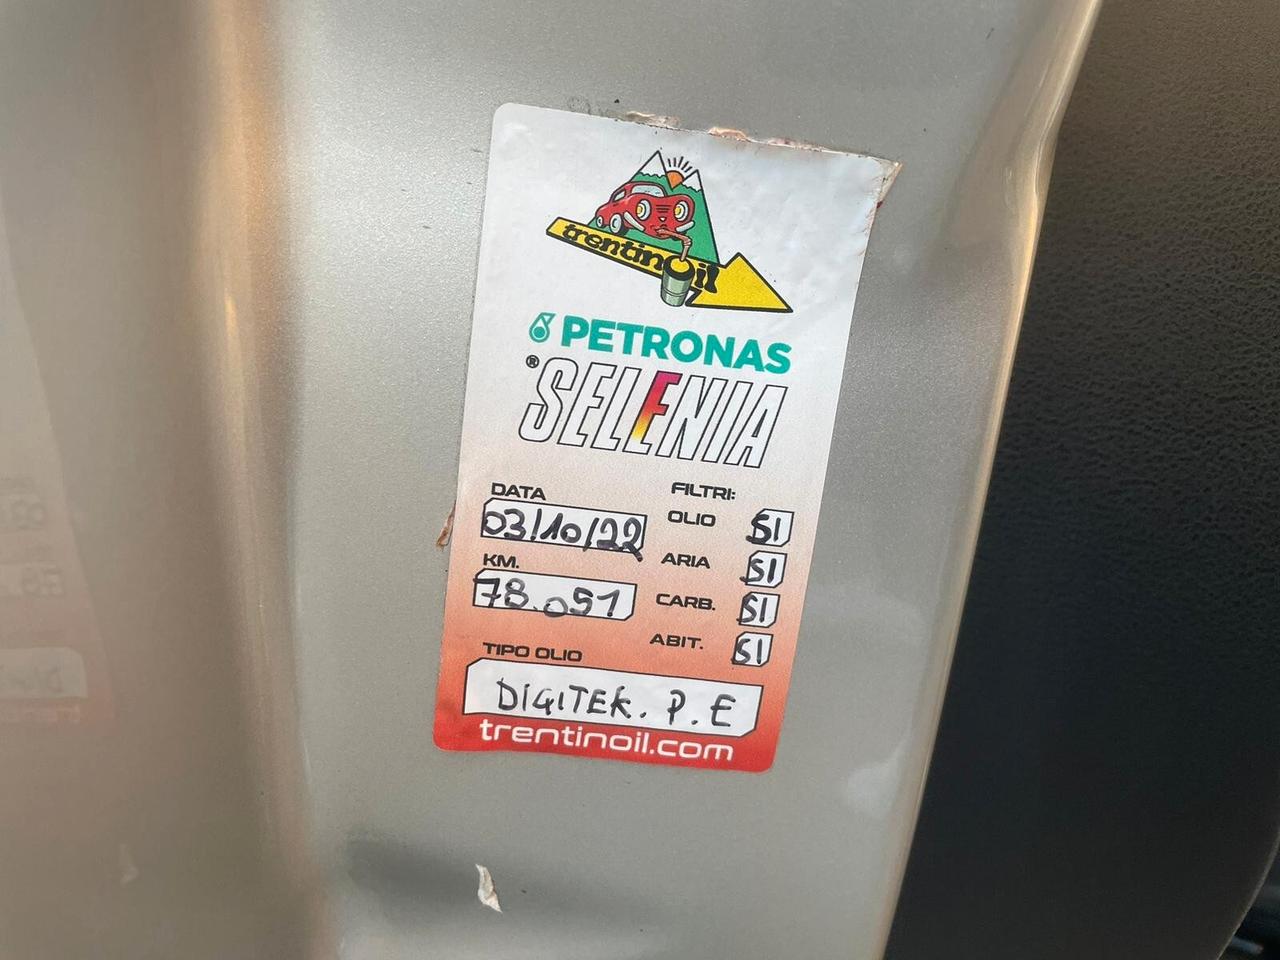 trentinoil
PETRONAS
®SELENIA
DATA
03/10/22
KM.
78.051
FILTRI:
OLIO SI
ARIA SI
CARB. SI
ABIT. SI
TIPO OLIO
DIGITEK. P.E
trentinoil.com